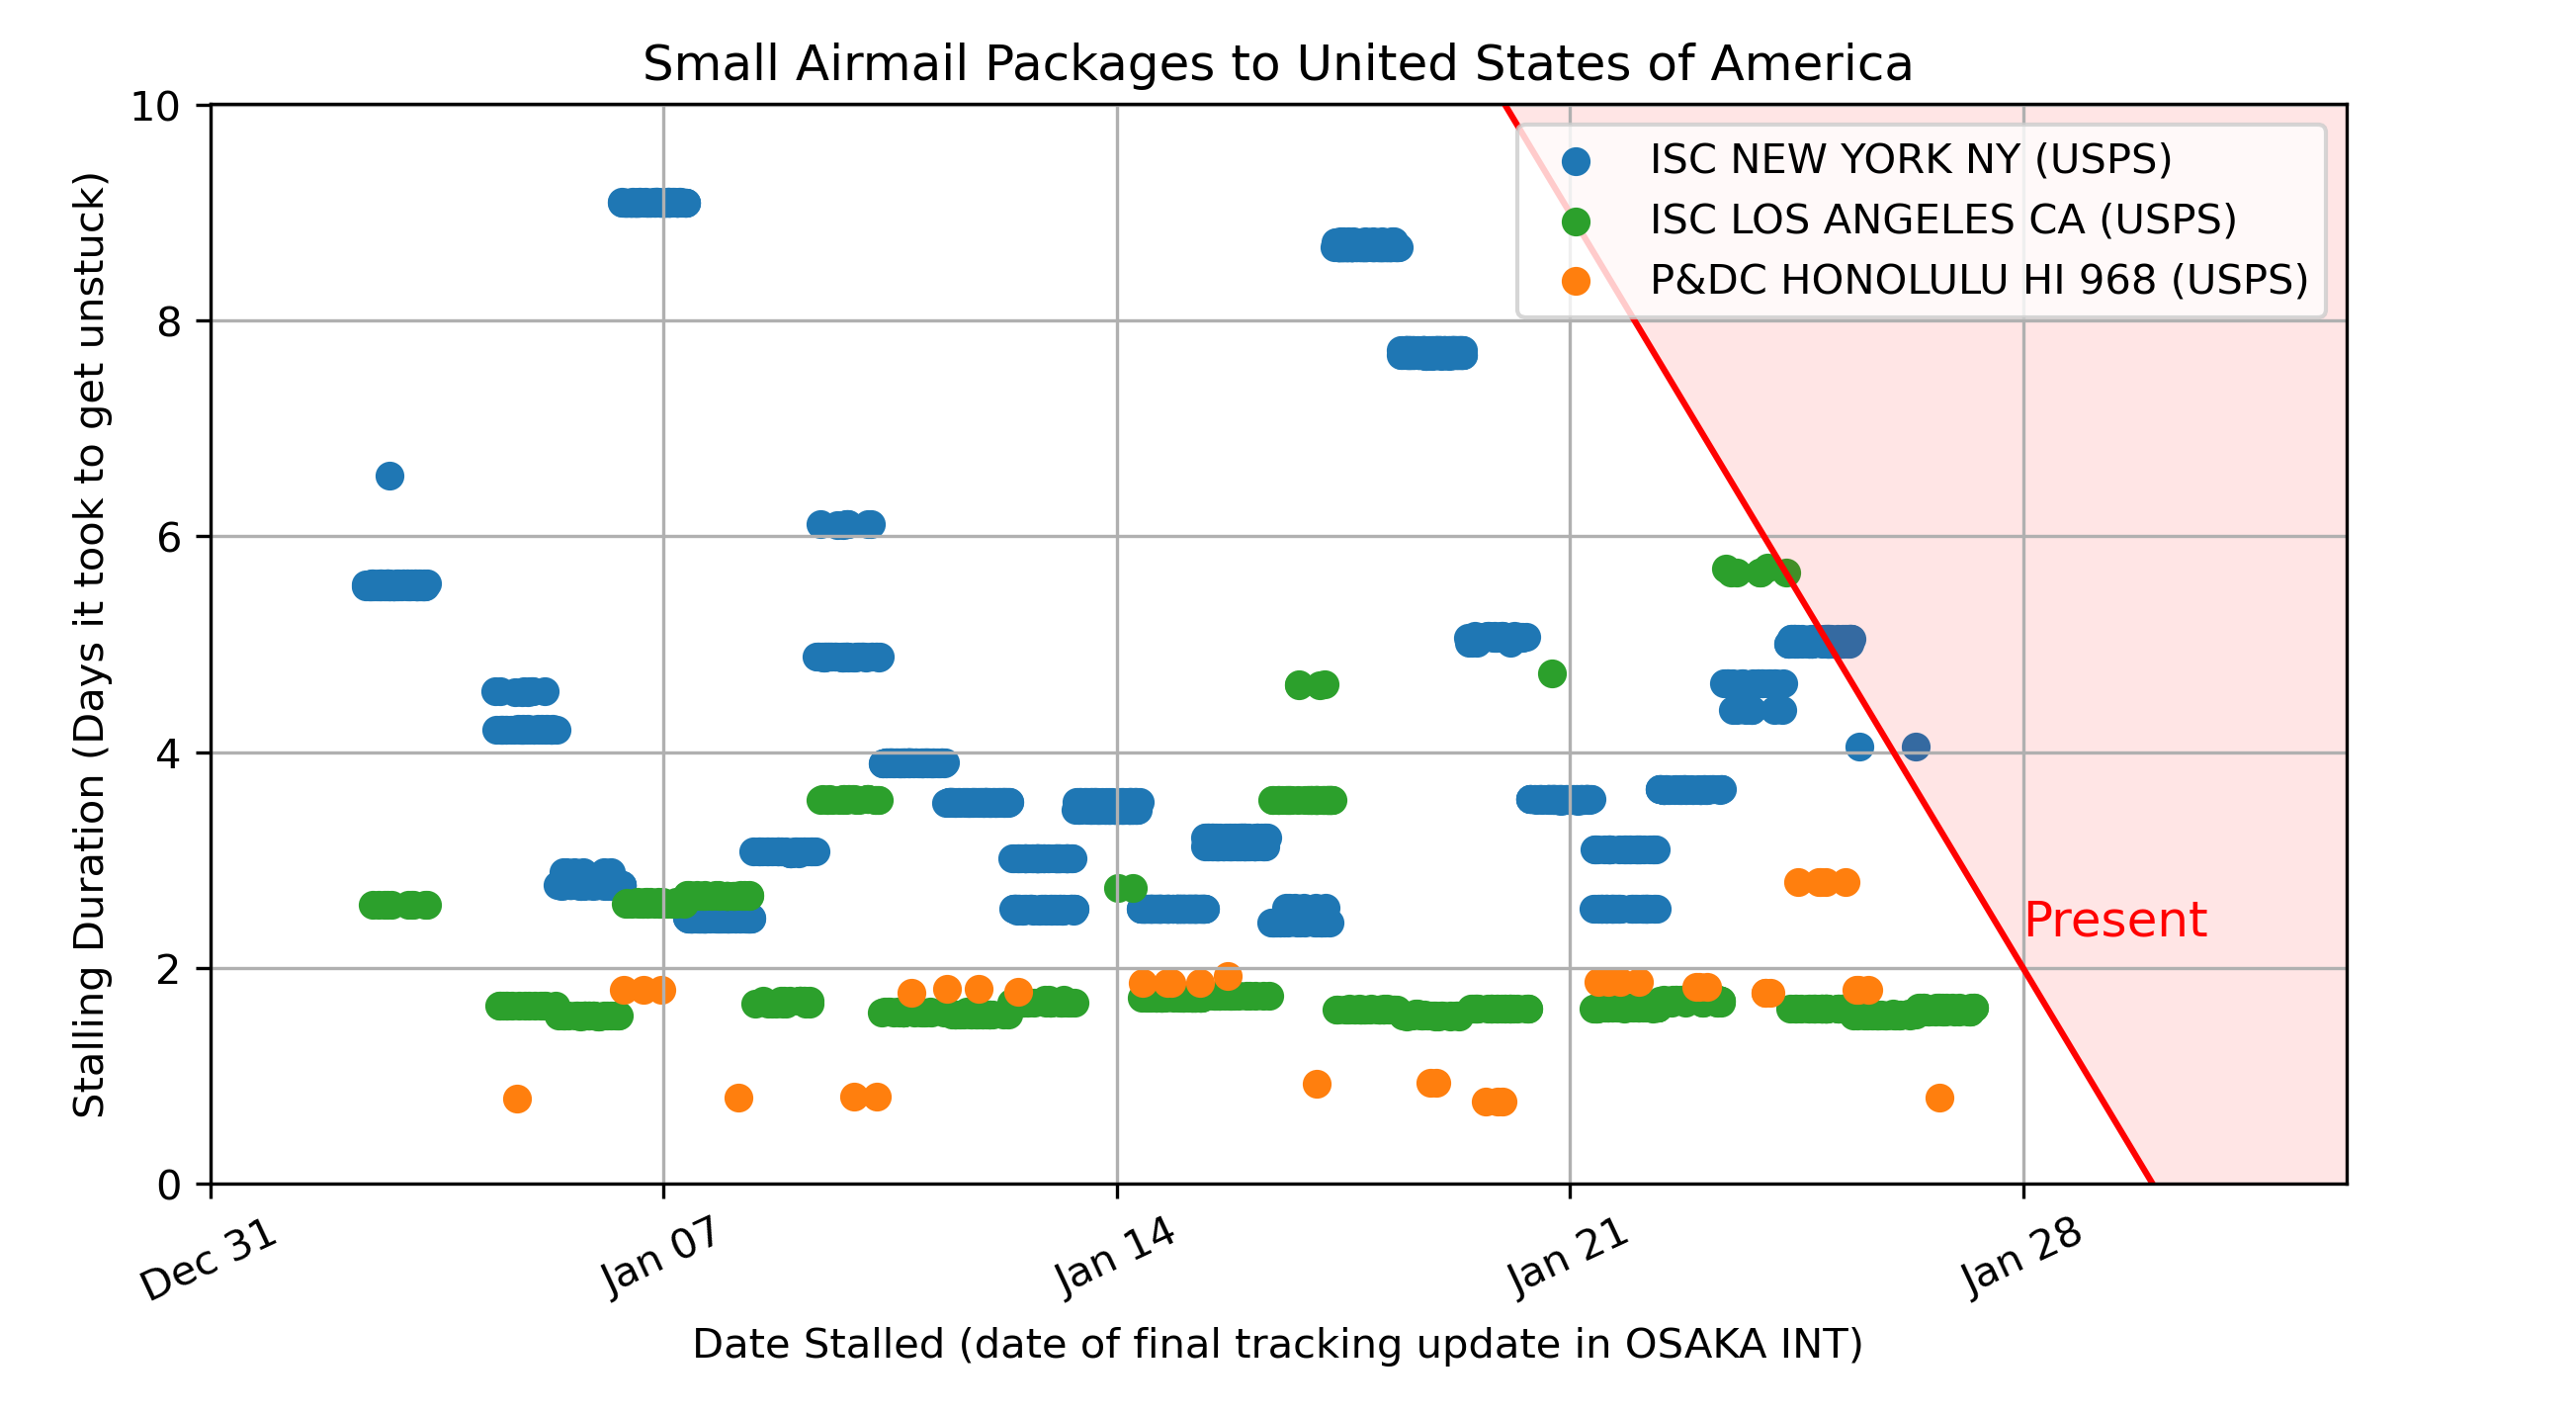 Small Airmail Packages to United States of America
Stalling Duration (Days it took to get unstuck)
10
8
6
4
2
0
ISC NEW YORK NY (USPS)
ISC LOS ANGELES CA (USPS)
P&DC HONOLULU HI 968 (USPS)
Present
Dec 31
Jan 07
Jan 14
Jan 21
Jan 28
Date Stalled (date of final tracking update in OSAKA INT)